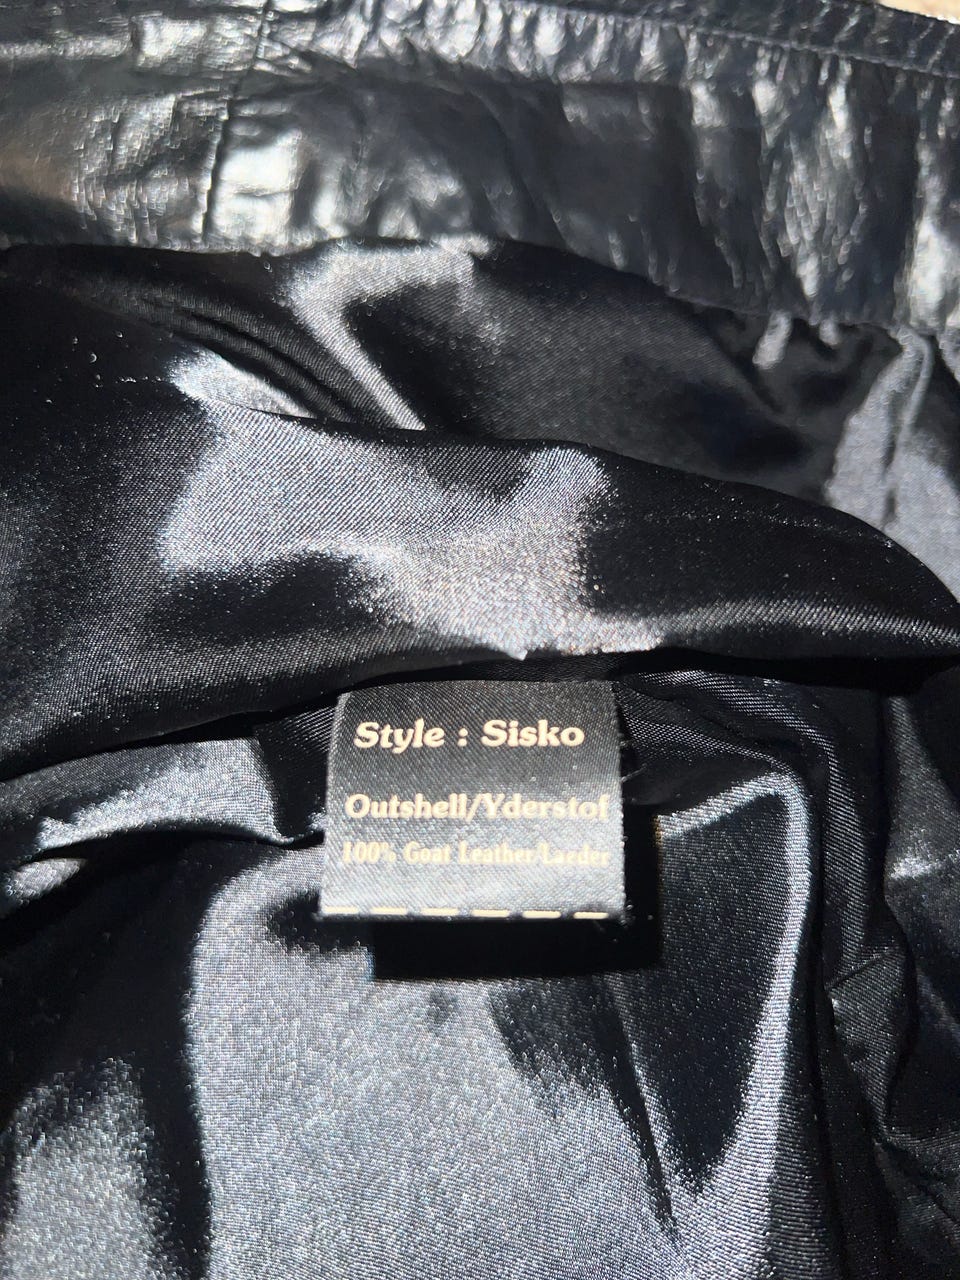 Style : Sisko
Outshell/Yderstof
100% Goat Leather/Laeder